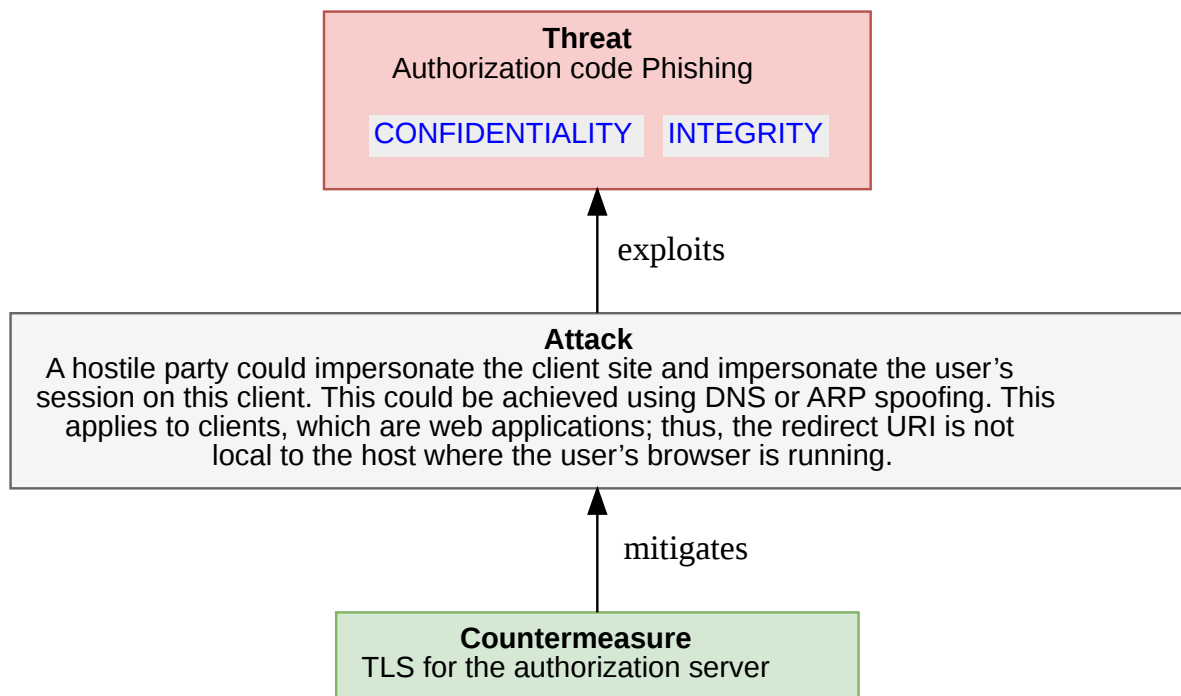 Threat
Authorization code Phishing
CONFIDENTIALITY INTEGRITY
exploits
Attack
A hostile party could impersonate the client site and impersonate the user’s
session on this client. This could be achieved using DNS or ARP spoofing. This
applies to clients, which are web applications; thus, the redirect URI is not
local to the host where the user’s browser is running.
mitigates
Countermeasure
TLS for the authorization server